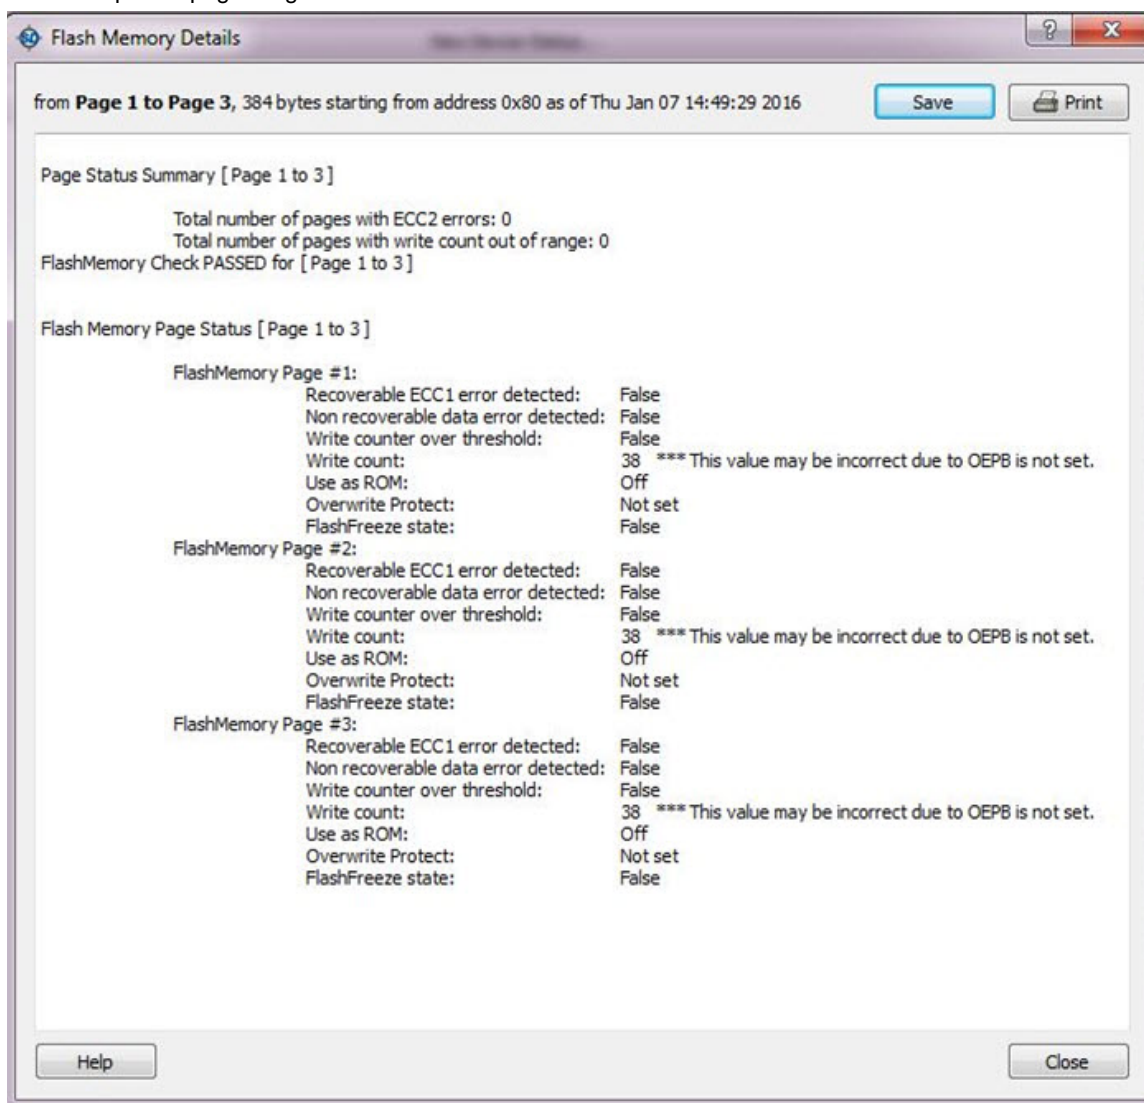 Flash Memory Details
from Page 1 to Page 3, 384 bytes starting from address 0x80 as of Thu Jan 07 14:49:29 2016
Save
Print
Page Status Summary [ Page 1 to 3 ]
Total number of pages with ECC2 errors: 0
Total number of pages with write count out of range: 0
FlashMemory Check PASSED for [ Page 1 to 3 ]
Flash Memory Page Status [ Page 1 to 3 ]
FlashMemory Page #1:
Recoverable ECC1 error detected: False
Non recoverable data error detected: False
Write counter over threshold: False
Write count: 38 *** This value may be incorrect due to OEPB is not set.
Use as ROM: Off
Overwrite Protect: Not set
FlashFreeze state: False
FlashMemory Page #2:
Recoverable ECC1 error detected: False
Non recoverable data error detected: False
Write counter over threshold: False
Write count: 38 *** This value may be incorrect due to OEPB is not set.
Use as ROM: Off
Overwrite Protect: Not set
FlashFreeze state: False
FlashMemory Page #3:
Recoverable ECC1 error detected: False
Non recoverable data error detected: False
Write counter over threshold: False
Write count: 38 *** This value may be incorrect due to OEPB is not set.
Use as ROM: Off
Overwrite Protect: Not set
FlashFreeze state: False
Help
Close